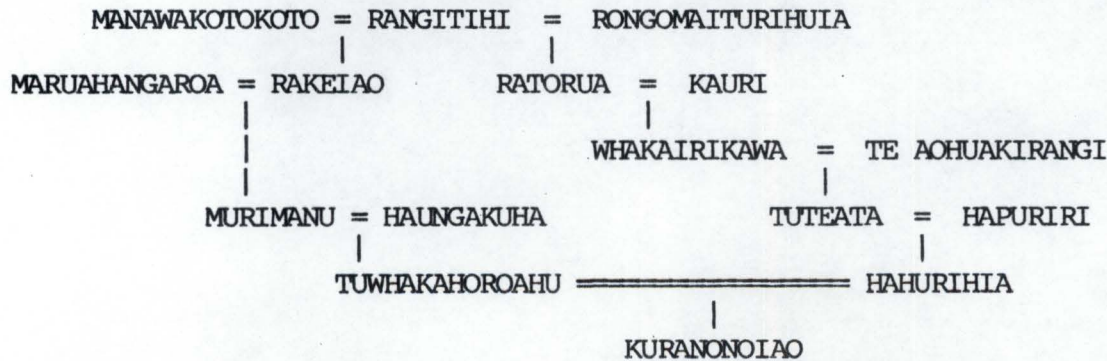 MANAWAKOTOKOTO = RANGITIHI = RONGOMAITURIHUIA
MARUAHANGAROA = RAKEIAO RATORUA = KAURI
WHAKAIRIKAWA = TE AOHUAKIRANGI
MURIMANU = HAUNGAKUHA TUTEATA = HAPURIRI
TUWHAKAHOROAHU ================= HAHURIHIA
KURANONOIAO